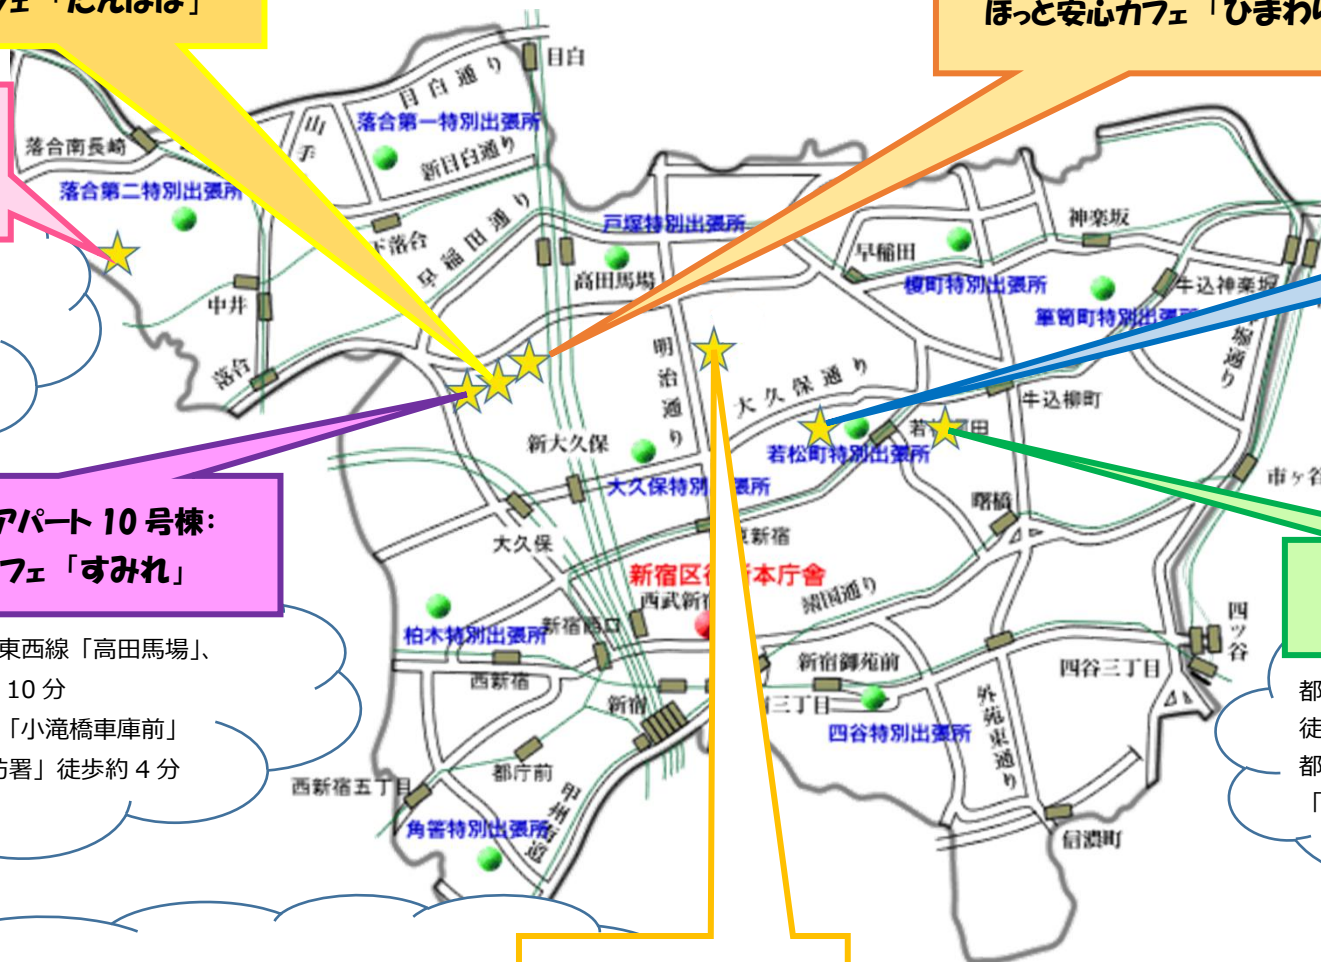 フェ「たんぽぽ」
ほっと安心カフェ「ひまわり
目白
目白通り
山手
落合第一特別出張所
落合南長崎
新目白通り
落合第二特別出張所
下落合
早稲田通り
戸塚特別出張所
高田馬場
早稲田
神楽坂
榎町特別出張所
牛込神楽坂
箪笥町特別出張所
中井
落合
明治通り
大久保通り
牛込柳町
新大久保
若松町特別出張所
大久保特別出張所
市ヶ谷
曙橋
アパート 10 号棟：
フェ「すみれ」
大久保
東新宿
新宿区役所本庁舎
靖国通り
西武新宿
柏木特別出張所
新宿西口
東西線「高田馬場」、
10 分
「小滝橋車庫前」
防署」徒歩約 4 分
西新宿
新宿
新宿御苑前
三丁目
四谷三丁目
四ツ谷
四谷特別出張所
外苑東通り
都庁前
西新宿五丁目
甲州街道
角筈特別出張所
信濃町
都
徒
都
「